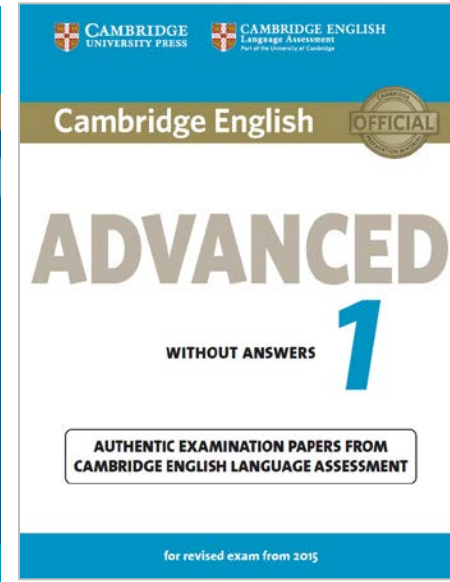 CAMBRIDGE
UNIVERSITY PRESS
CAMBRIDGE ENGLISH
Language Assessment
Part of the University of Cambridge
Cambridge English
OFFICIAL
ADVANCED
1
WITHOUT ANSWERS
AUTHENTIC EXAMINATION PAPERS FROM
CAMBRIDGE ENGLISH LANGUAGE ASSESSMENT
for revised exam from 2015